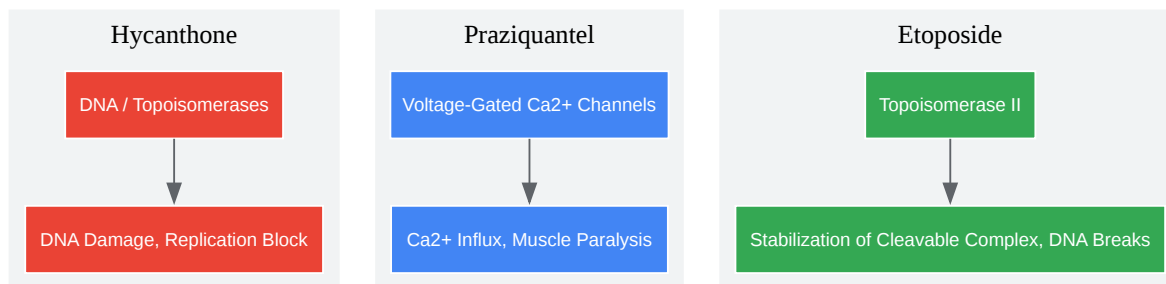 Hycanthone
DNA / Topoisomerases
DNA Damage, Replication Block
Praziquantel
Voltage-Gated Ca2+ Channels
Ca2+ Influx, Muscle Paralysis
Etoposide
Topoisomerase II
Stabilization of Cleavable Complex, DNA Breaks